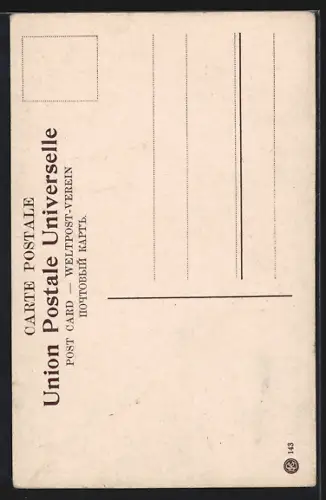 CARTE POSTALE
Union Postale Universelle
POST CARD — WELTPOST-VEREIN
ПОЧТОВЫЙ КАРТЪ.
143